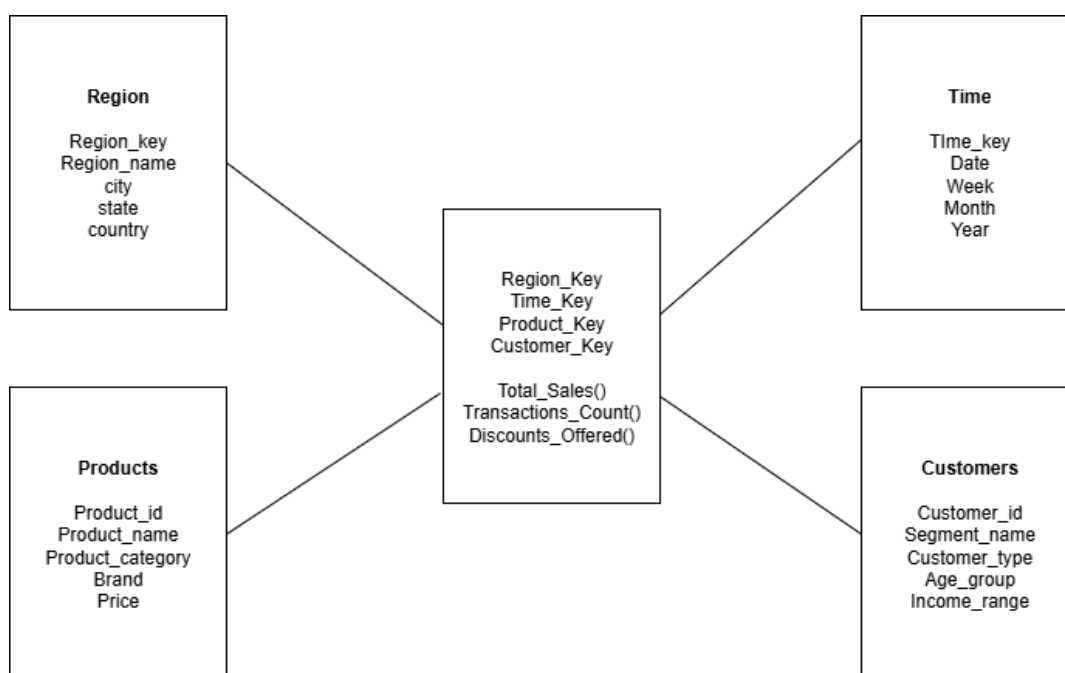 Region
Region_key
Region_name
city
state
country
Time
TIme_key
Date
Week
Month
Year
Region_Key
Time_Key
Product_Key
Customer_Key
Total_Sales()
Transactions_Count()
Discounts_Offered()
Products
Product_id
Product_name
Product_category
Brand
Price
Customers
Customer_id
Segment_name
Customer_type
Age_group
Income_range